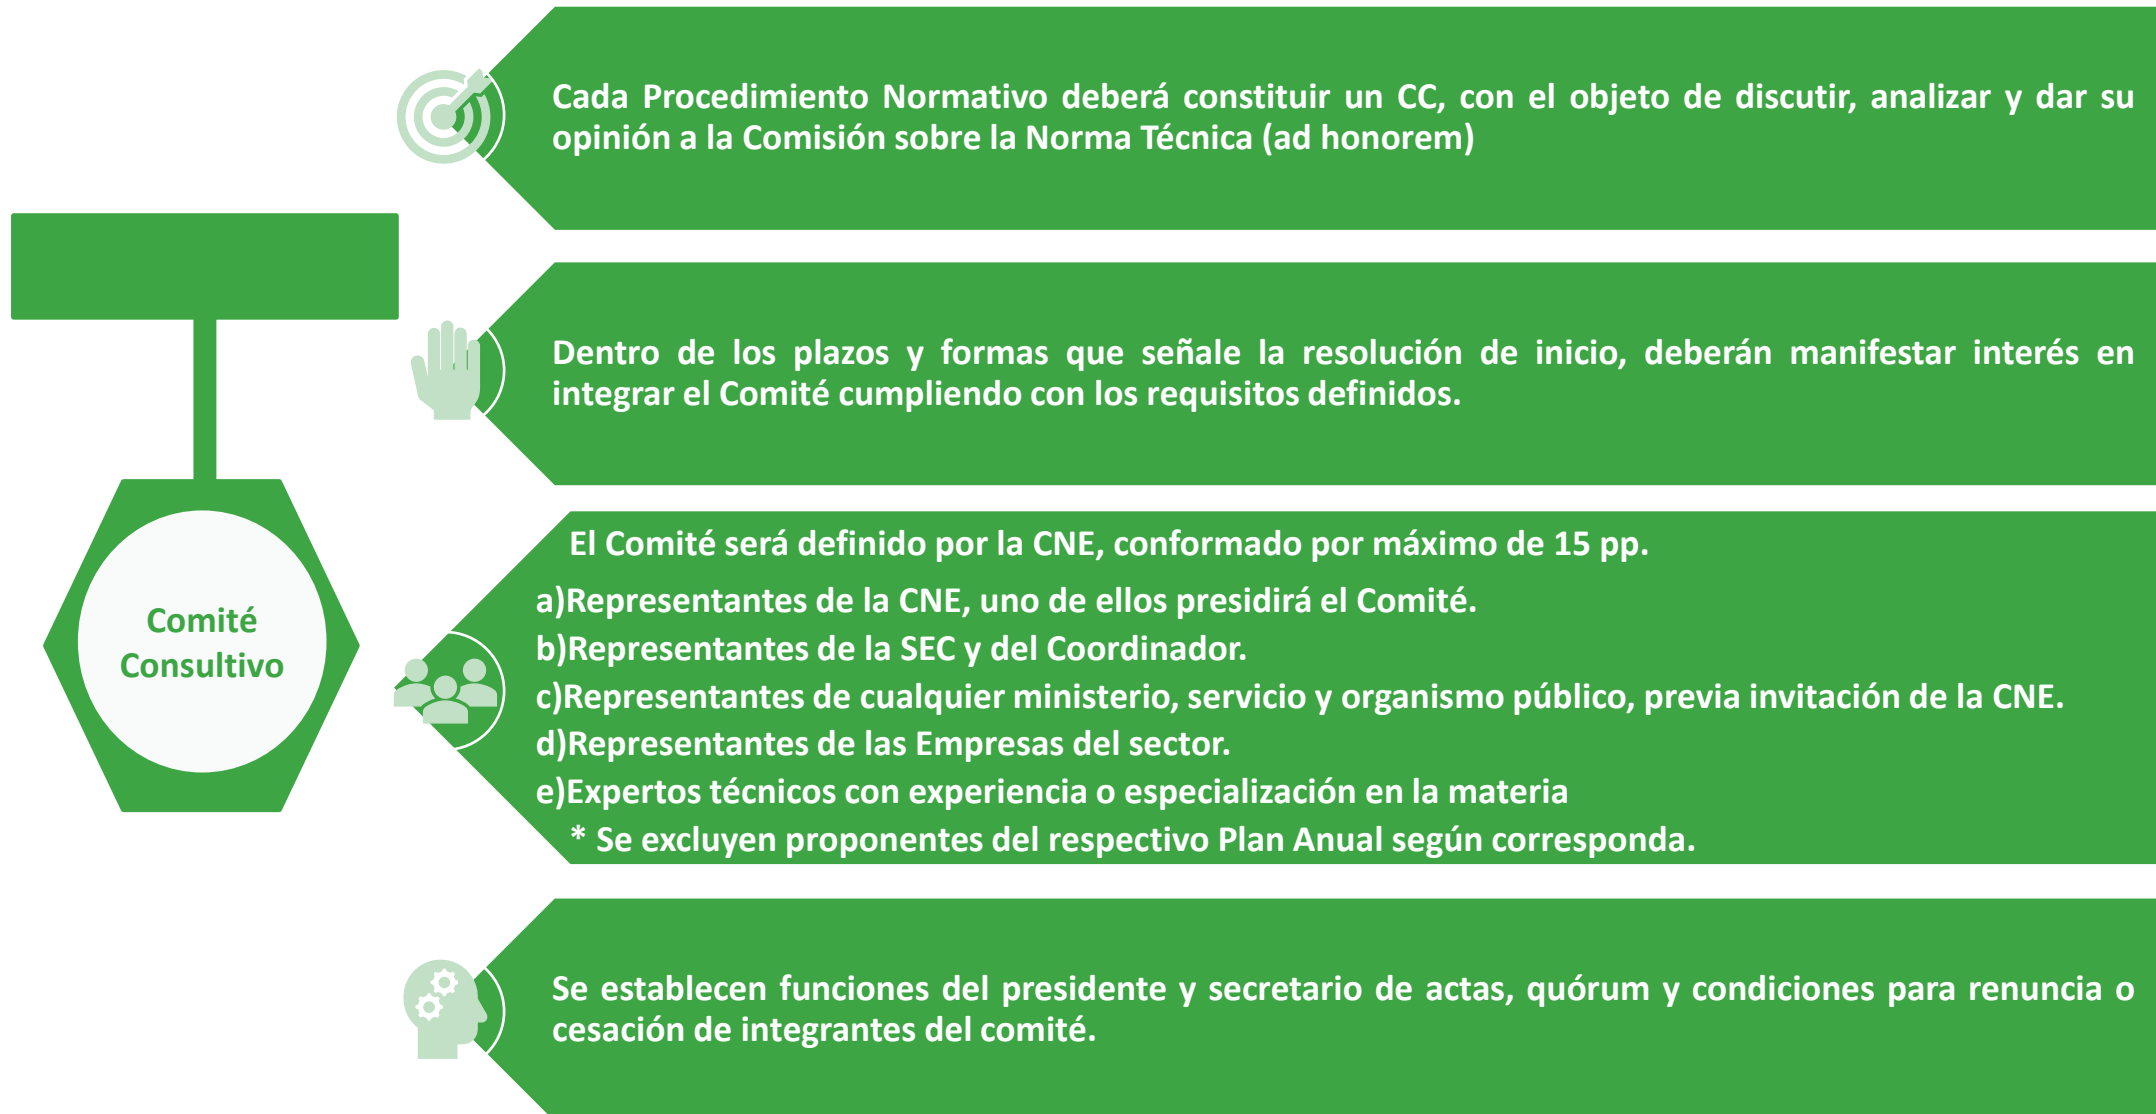 Cada Procedimiento Normativo deberá constituir un CC, con el objeto de discutir, analizar y dar su
opinión a la Comisión sobre la Norma Técnica (ad honorem)
Dentro de los plazos y formas que señale la resolución de inicio, deberán manifestar interés en
integrar el Comité cumpliendo con los requisitos definidos.
Comité
Consultivo
El Comité será definido por la CNE, conformado por máximo de 15 pp.
a)Representantes de la CNE, uno de ellos presidirá el Comité.
b)Representantes de la SEC y del Coordinador.
c)Representantes de cualquier ministerio, servicio y organismo público, previa invitación de la CNE.
d)Representantes de las Empresas del sector.
e)Expertos técnicos con experiencia o especialización en la materia
* Se excluyen proponentes del respectivo Plan Anual según corresponda.
Se establecen funciones del presidente y secretario de actas, quórum y condiciones para renuncia o
cesación de integrantes del comité.